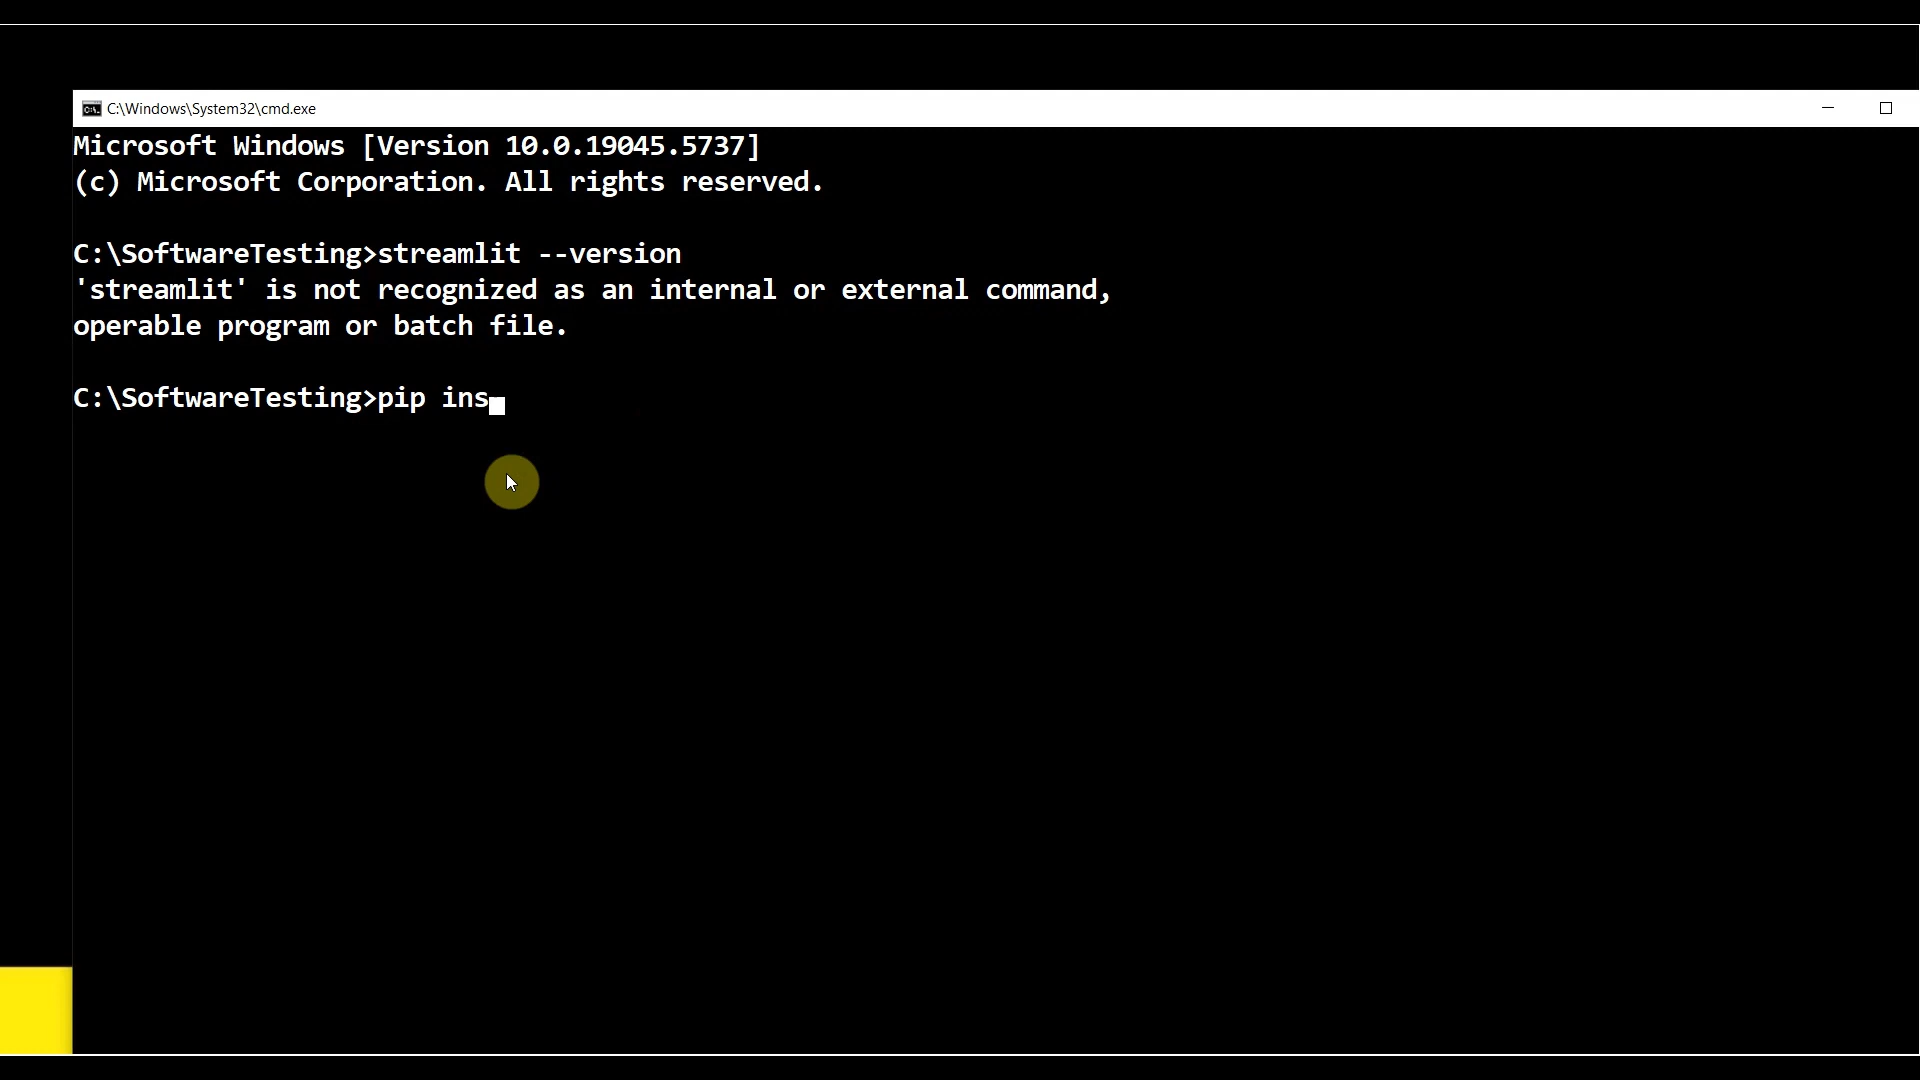 C:\Windows\System32\cmd.exe
Microsoft Windows [Version 10.0.19045.5737]
(c) Microsoft Corporation. All rights reserved.
C:\SoftwareTesting>streamlit --version
'streamlit' is not recognized as an internal or external command,
operable program or batch file.
C:\SoftwareTesting>pip ins